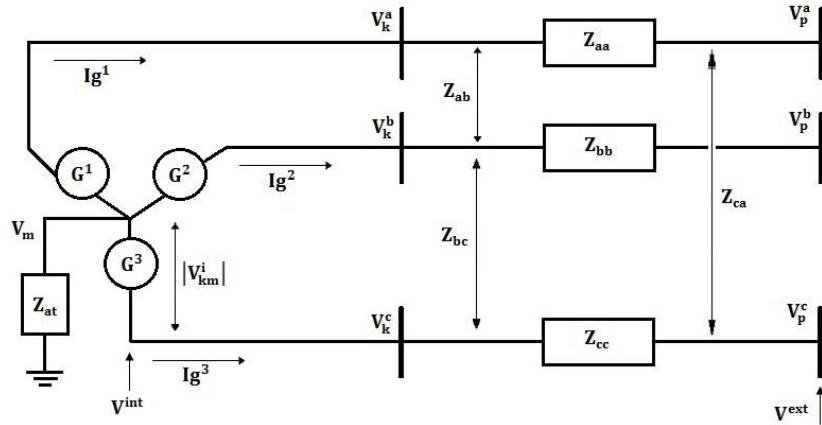 V_k^a
V_p^a
Z_aa
Ig^1
Z_ab
V_k^b
V_p^b
G^1
G^2
Z_bb
Ig^2
Z_ca
V_m
Z_bc
G^3
|V_km^i|
Z_at
V_k^c
V_p^c
Z_cc
Ig^3
V^int
V^ext